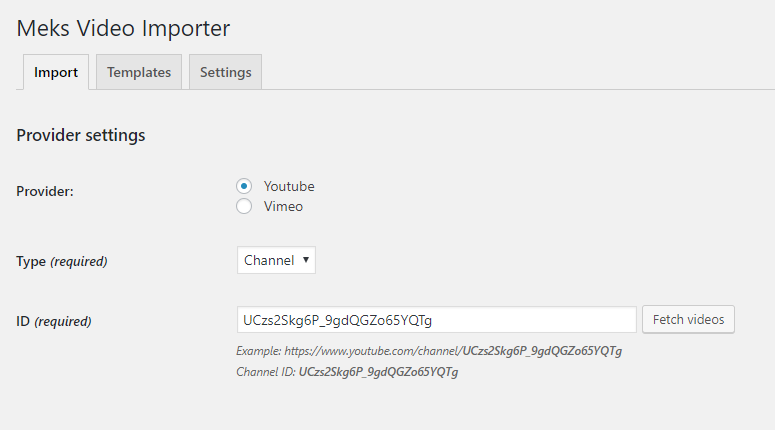 Meks Video Importer
Import Templates Settings
Provider settings
Provider: Youtube
Vimeo
Type (required) Channel
ID (required) UCzs2Skg6P_9gdQGZo65YQTg Fetch videos
Example: https://www.youtube.com/channel/UCzs2Skg6P_9gdQGZo65YQTg
Channel ID: UCzs2Skg6P_9gdQGZo65YQTg